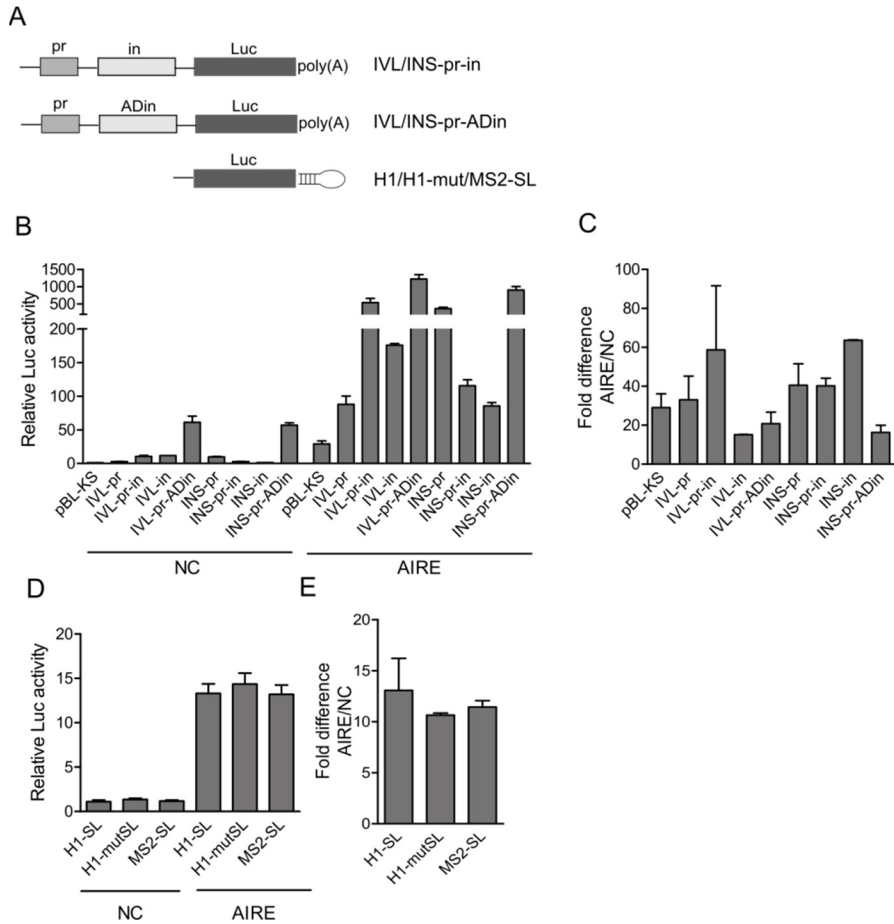 A
pr
in
Luc
poly(A)
IVL/INS-pr-in
pr
ADin
Luc
poly(A)
IVL/INS-pr-ADin
Luc
H1/H1-mut/MS2-SL
B
Relative Luc activity
1500
1000
500
200
150
100
50
0
pBL-KS
IVL-pr
IVL-pr-in
IVL-in
IVL-pr-ADin
INS-pr
INS-pr-in
INS-in
INS-pr-ADin
pBL-KS
IVL-pr
IVL-pr-in
IVL-in
IVL-pr-ADin
INS-pr
INS-pr-in
INS-in
INS-pr-ADin
NC
AIRE
C
Fold difference
AIRE/NC
100
80
60
40
20
0
pBL-KS
IVL-pr
IVL-pr-in
IVL-in
IVL-pr-ADin
INS-pr
INS-pr-in
INS-in
INS-pr-ADin
D
Relative Luc activity
20
15
10
5
0
H1-SL
H1-mutSL
MS2-SL
H1-SL
H1-mutSL
MS2-SL
NC
AIRE
E
Fold difference
AIRE/NC
20
15
10
5
0
H1-SL
H1-mutSL
MS2-SL